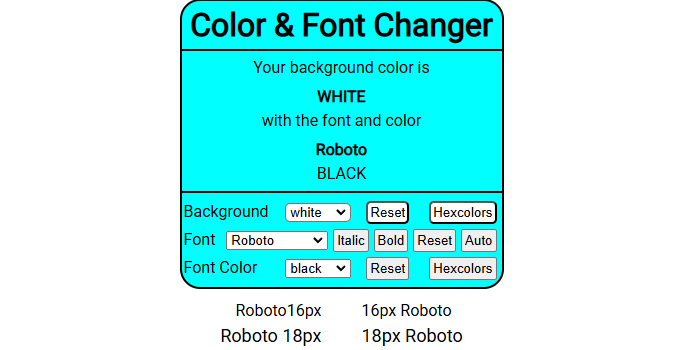 Color & Font Changer
Your background color is
WHITE
with the font and color
Roboto
BLACK
Background white Reset Hexcolors
Font Roboto Italic Bold Reset Auto
Font Color black Reset Hexcolors
Roboto16px 16px Roboto
Roboto 18px 18px Roboto